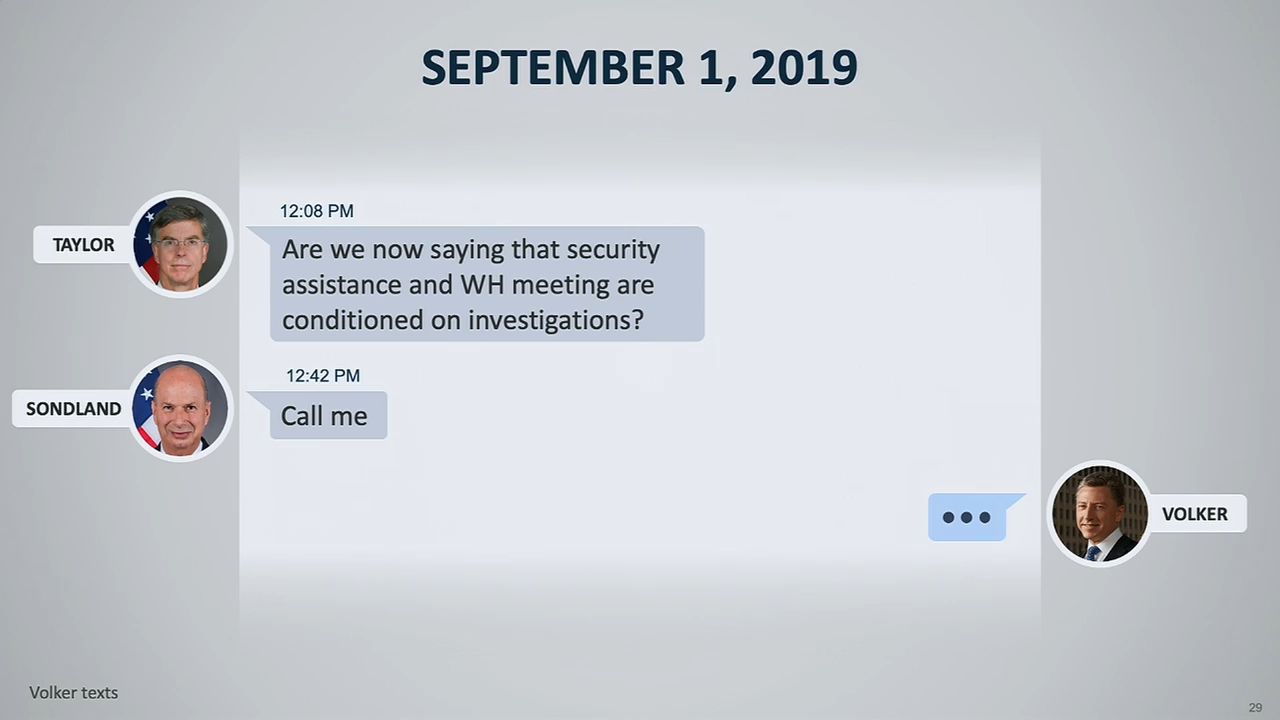 SEPTEMBER 1, 2019
12:08 PM
TAYLOR
Are we now saying that security
assistance and WH meeting are
conditioned on investigations?
12:42 PM
SONDLAND
Call me
VOLKER
Volker texts
29